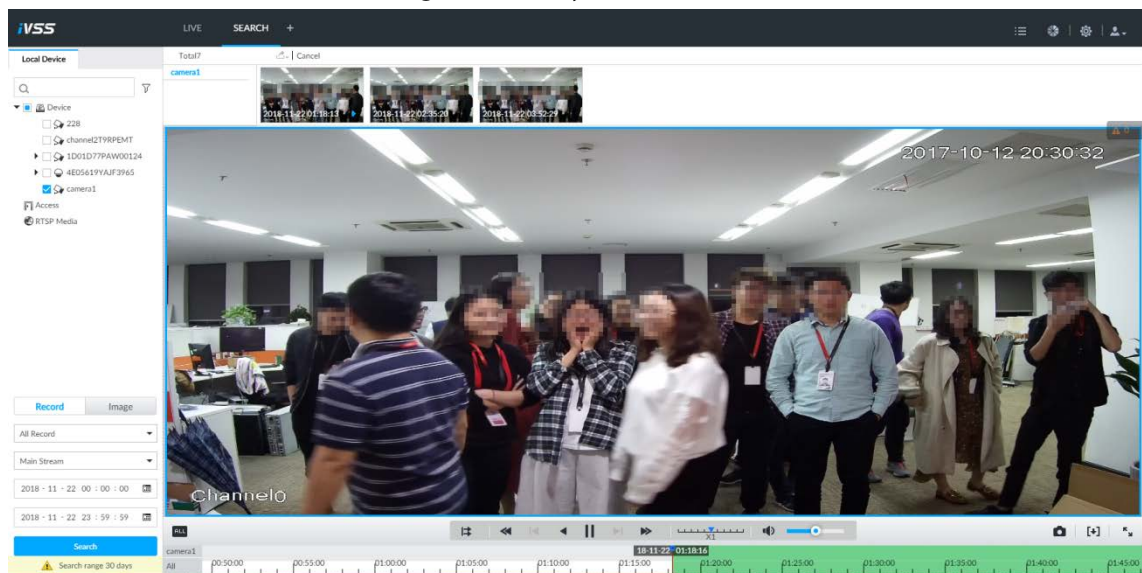 iVSS
LIVE SEARCH +
Local Device
Total7
Cancel
camera1
Device
228
channel2T9RPEMT
1D01D77PAW00124
4E05619YAJF3965
camera1
Access
RTSP Media
2018-11-22 01:18:13
2018-11-22 02:35:20
2018-11-22 03:52:29
0
2017-10-12 20:30:32
Channel0
Record Image
All Record
Main Stream
2018 - 11 - 22 00 : 00 : 00
2018 - 11 - 22 23 : 59 : 59
Search
Search range 30 days
ALL
X1
camera1
18-11-22 01:18:16
All 00:50:00 00:55:00 01:00:00 01:05:00 01:10:00 01:15:00 01:20:00 01:25:00 01:30:00 01:35:00 01:40:00 01:45:00